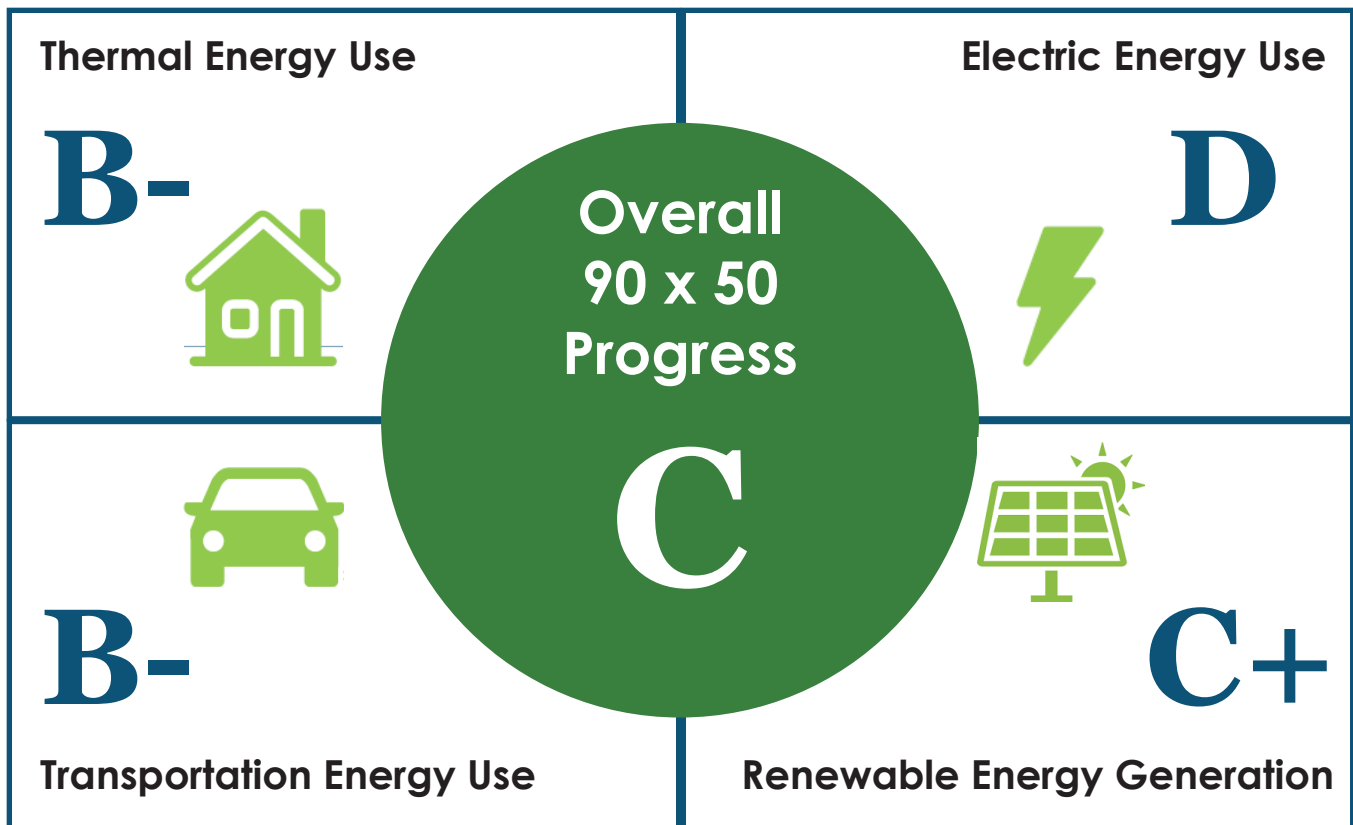 Thermal Energy Use
B-
Electric Energy Use
D
Overall
90 x 50
Progress
C
B-
Transportation Energy Use
C+
Renewable Energy Generation